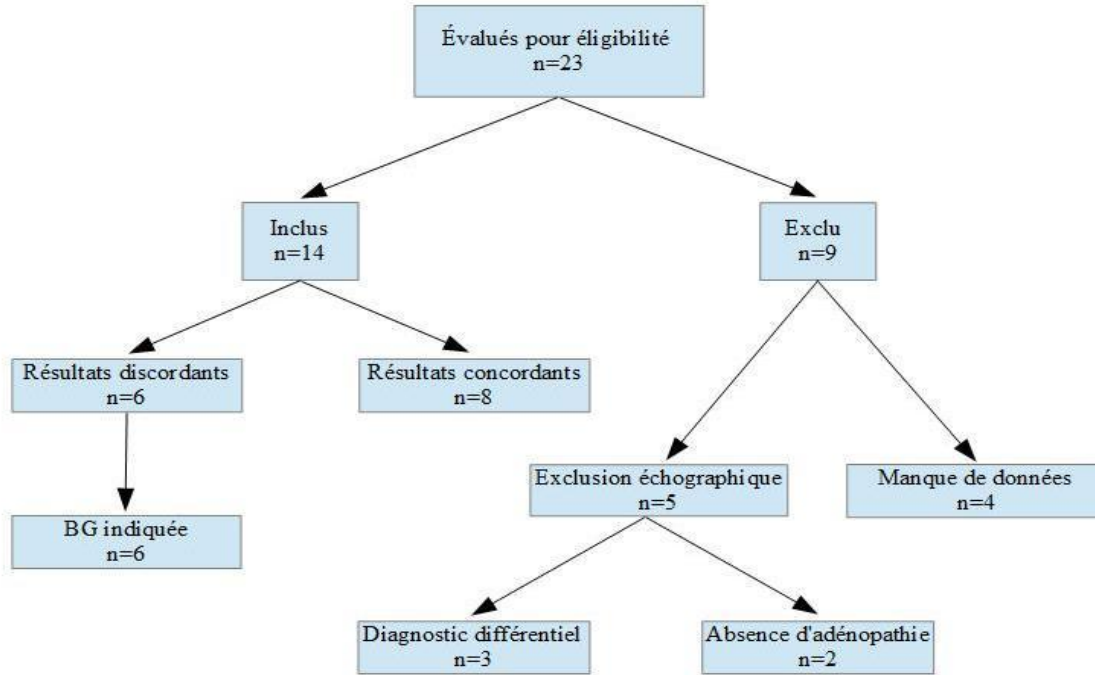 Évalués pour éligibilité
n=23
Inclus
n=14
Exclu
n=9
Résultats discordants
n=6
Résultats concordants
n=8
Exclusion échographique
n=5
Manque de données
n=4
BG indiquée
n=6
Diagnostic différentiel
n=3
Absence d'adénopathie
n=2